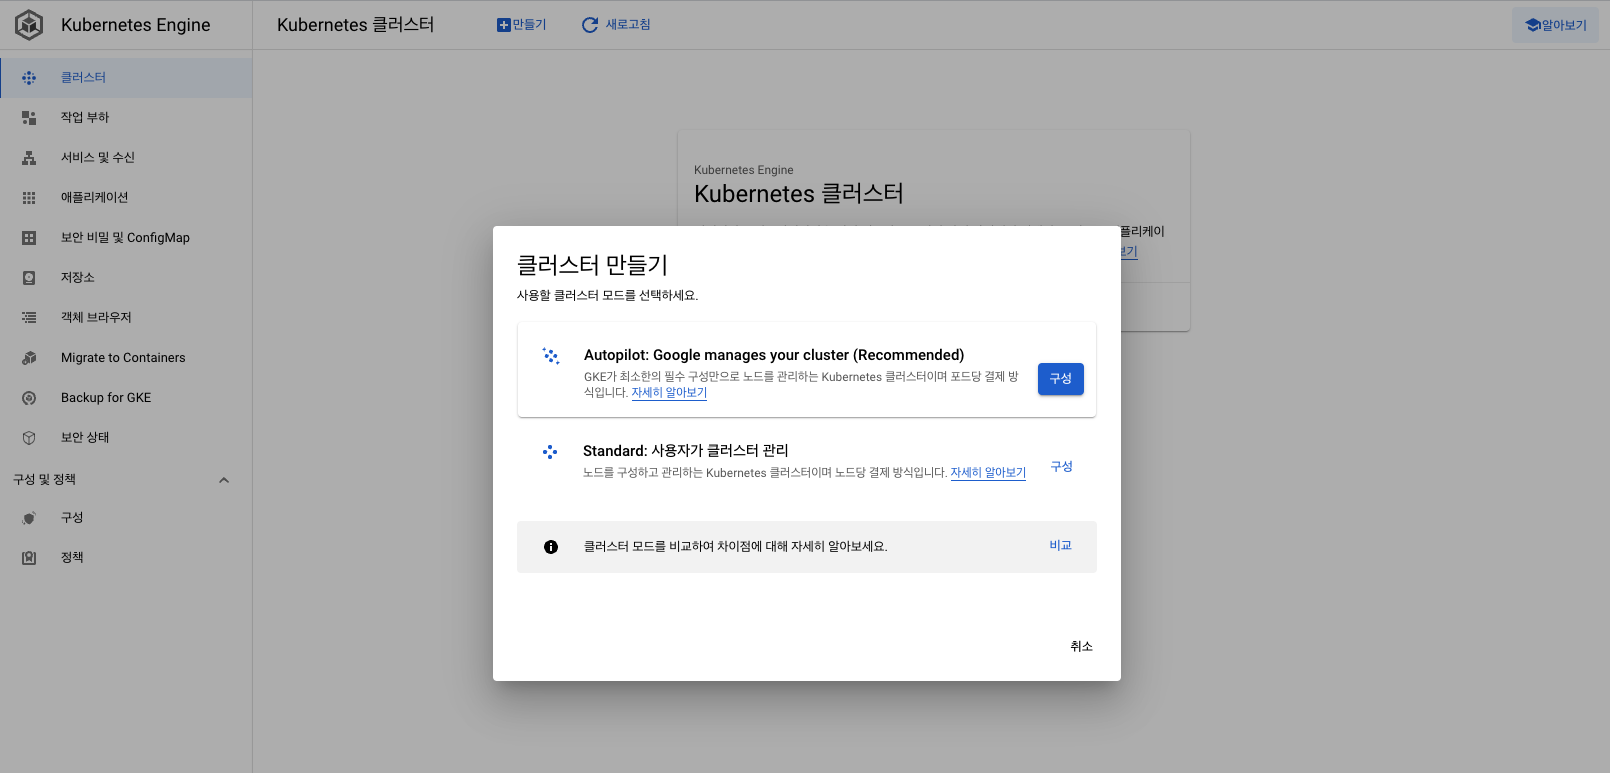 Kubernetes Engine
Kubernetes 클러스터
만들기
새로고침
알아보기
클러스터
작업 부하
서비스 및 수신
애플리케이션
보안 비밀 및 ConfigMap
저장소
객체 브라우저
Migrate to Containers
Backup for GKE
보안 상태
구성 및 정책
구성
정책
Kubernetes Engine
Kubernetes 클러스터
플리케이
보기
클러스터 만들기
사용할 클러스터 모드를 선택하세요.
Autopilot: Google manages your cluster (Recommended)
GKE가 최소한의 필수 구성만으로 노드를 관리하는 Kubernetes 클러스터이며 포드당 결제 방
식입니다. 자세히 알아보기
구성
Standard: 사용자가 클러스터 관리
노드를 구성하고 관리하는 Kubernetes 클러스터이며 노드당 결제 방식입니다. 자세히 알아보기
구성
클러스터 모드를 비교하여 차이점에 대해 자세히 알아보세요.
비교
취소